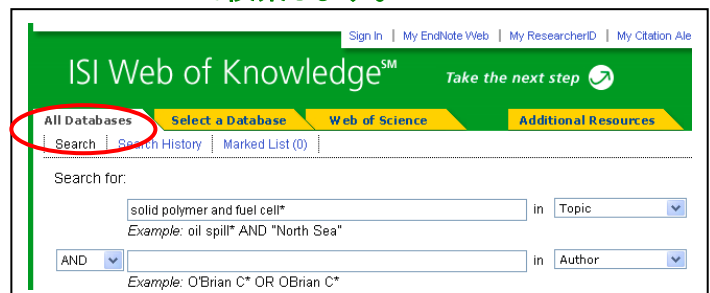 Sign In | My EndNote Web | My ResearcherID | My Citation Ale
ISI Web of Knowledge℠ Take the next step
All Databases Select a Database Web of Science Additional Resources
Search | Search History | Marked List (0)
Search for:
solid polymer and fuel cell* in Topic
Example: oil spill* AND "North Sea"
AND in Author
Example: O'Brian C* OR OBrian C*